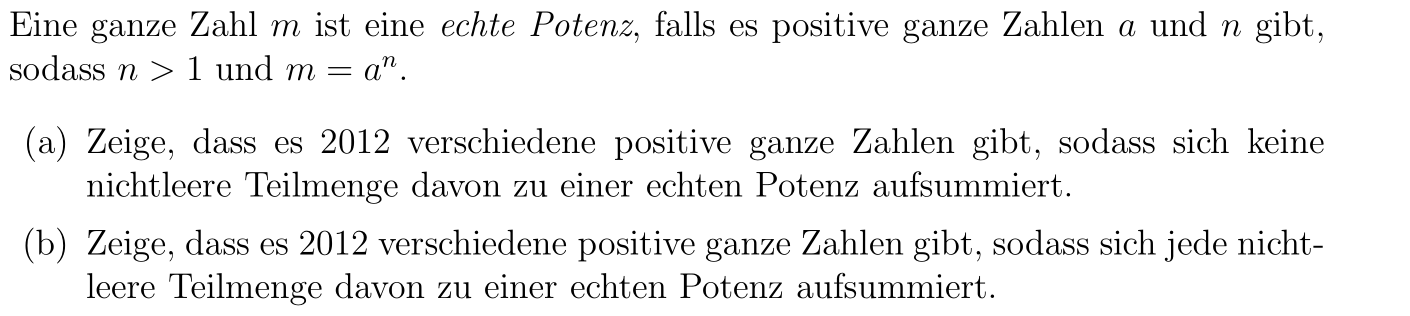 Eine ganze Zahl m ist eine echte Potenz, falls es positive ganze Zahlen a und n gibt,
sodass n > 1 und m = aⁿ.
(a) Zeige, dass es 2012 verschiedene positive ganze Zahlen gibt, sodass sich keine
nichtleere Teilmenge davon zu einer echten Potenz aufsummiert.
(b) Zeige, dass es 2012 verschiedene positive ganze Zahlen gibt, sodass sich jede nicht-
leere Teilmenge davon zu einer echten Potenz aufsummiert.